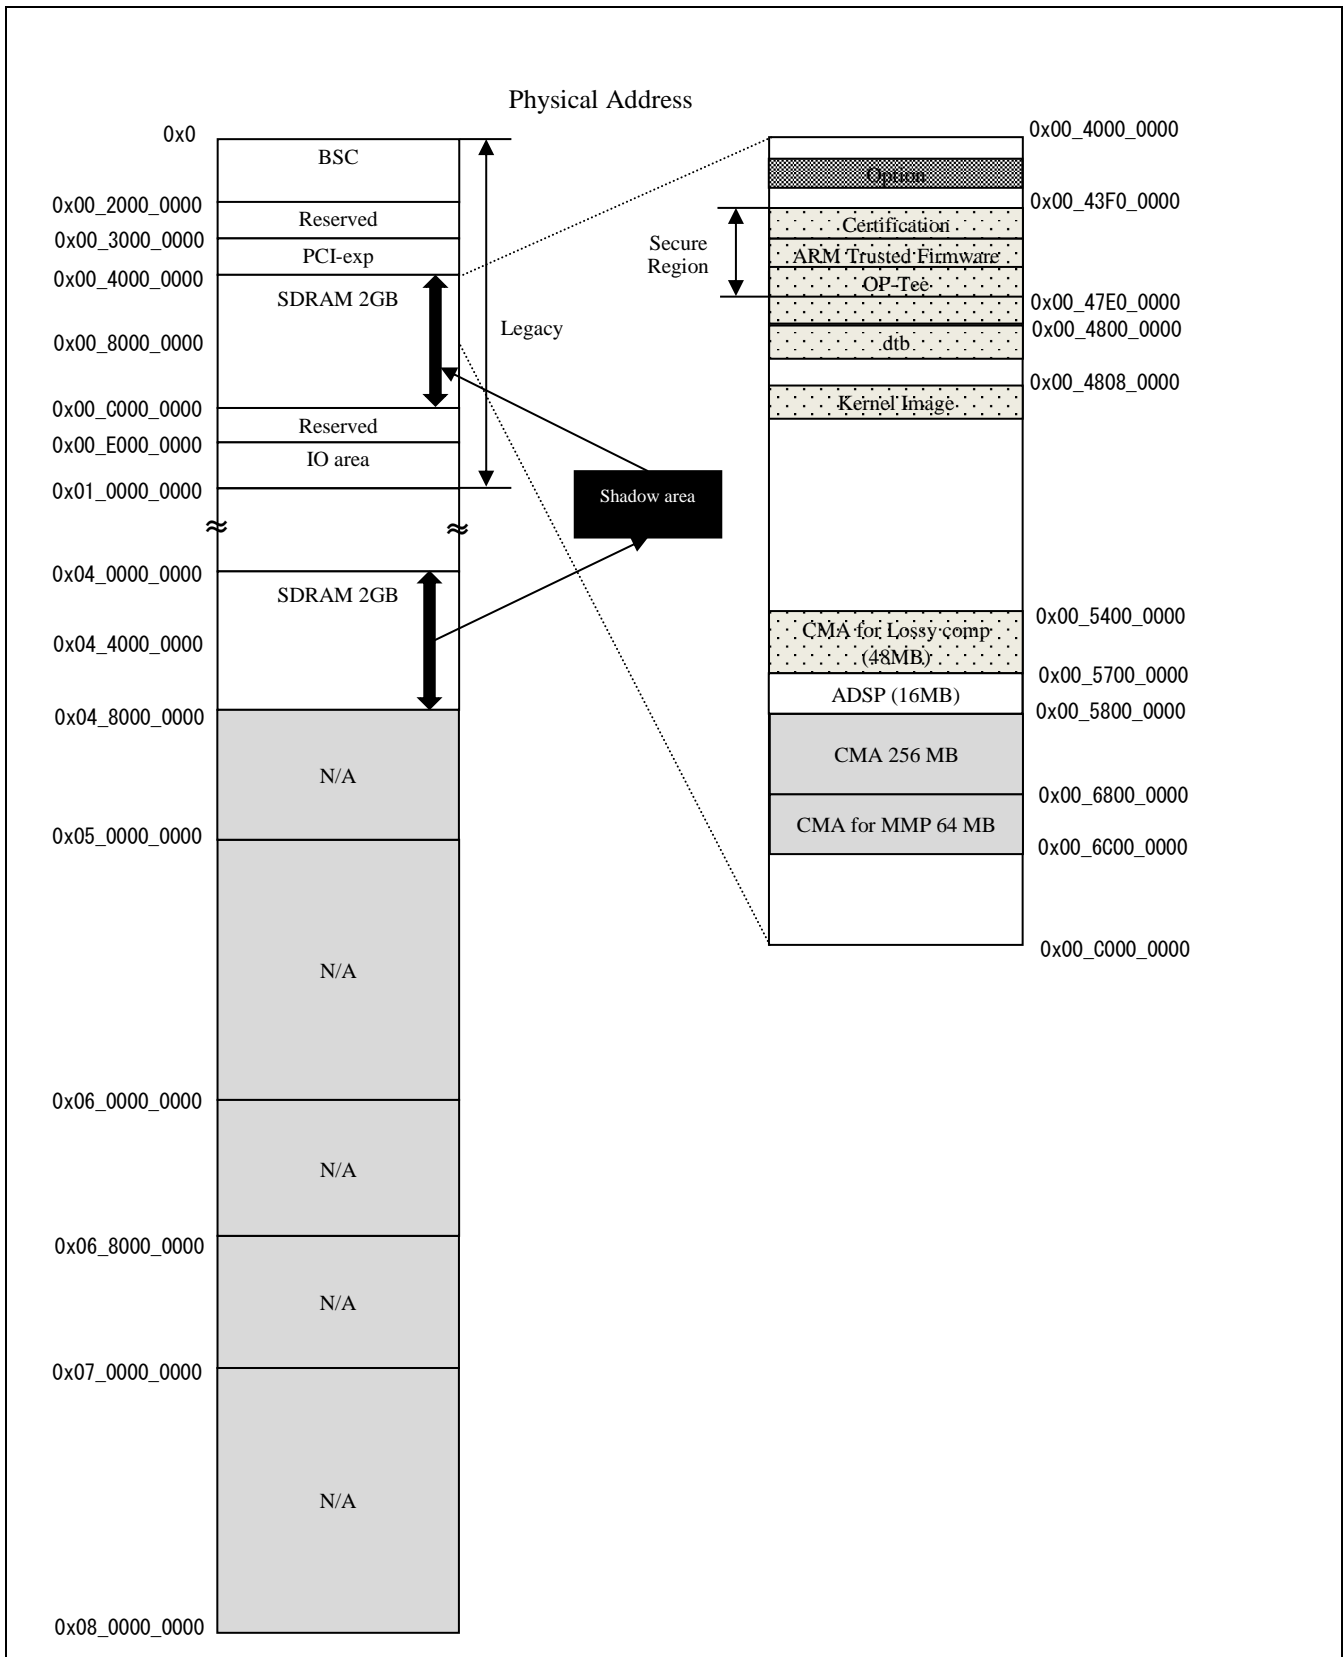 Physical Address
0x0
BSC
0x00_2000_0000
Reserved
0x00_3000_0000
PCI-exp
0x00_4000_0000
SDRAM 2GB
0x00_8000_0000
Legacy
0x00_C000_0000
Reserved
0x00_E000_0000
IO area
0x01_0000_0000
Shadow area
0x04_0000_0000
SDRAM 2GB
0x04_4000_0000
0x04_8000_0000
N/A
0x05_0000_0000
N/A
0x06_0000_0000
N/A
0x06_8000_0000
N/A
0x07_0000_0000
N/A
0x08_0000_0000
0x00_4000_0000
Option
0x00_43F0_0000
Secure
Region
Certification
ARM Trusted Firmware
OP-Tee
0x00_47E0_0000
0x00_4800_0000
dtb
0x00_4808_0000
Kernel Image
0x00_5400_0000
CMA for Lossy comp
(48MB)
0x00_5700_0000
ADSP (16MB)
0x00_5800_0000
CMA 256 MB
0x00_6800_0000
CMA for MMP 64 MB
0x00_6C00_0000
0x00_C000_0000